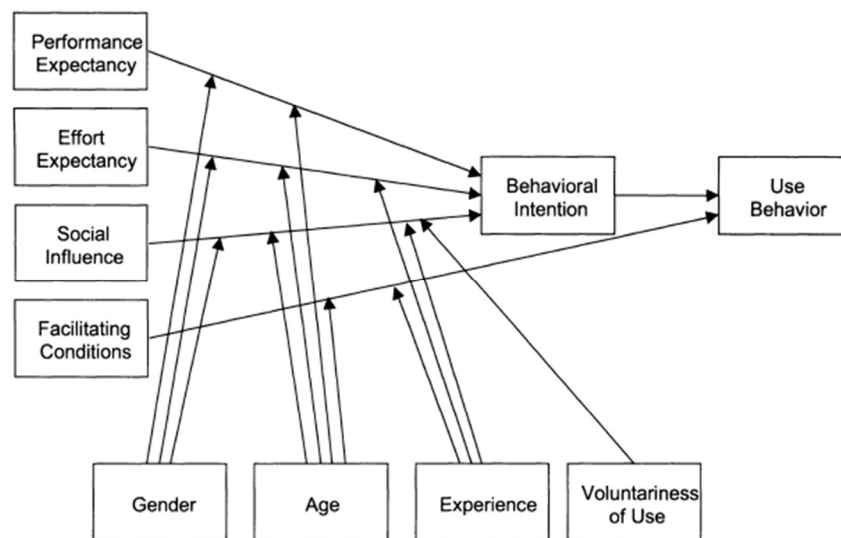 Performance
Expectancy
Effort
Expectancy
Social
Influence
Facilitating
Conditions
Behavioral
Intention
Use
Behavior
Gender
Age
Experience
Voluntariness
of Use